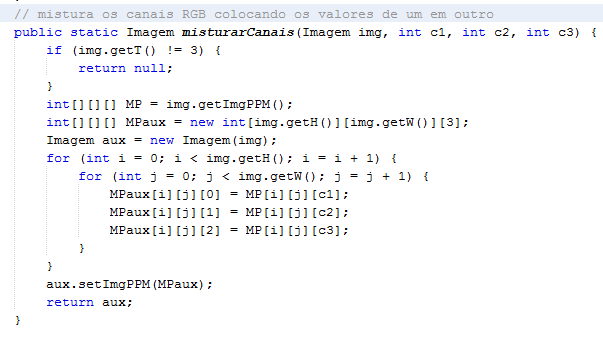 // mistura os canais RGB colocando os valores de um em outro
public static Imagem misturarCanais(Imagem img, int c1, int c2, int c3) {
    if (img.getT() != 3) {
        return null;
    }
    int[][][] MP = img.getImgPPM();
    int[][][] MPaux = new int[img.getH()][img.getW()][3];
    Imagem aux = new Imagem(img);
    for (int i = 0; i < img.getH(); i = i + 1) {
        for (int j = 0; j < img.getW(); j = j + 1) {
            MPaux[i][j][0] = MP[i][j][c1];
            MPaux[i][j][1] = MP[i][j][c2];
            MPaux[i][j][2] = MP[i][j][c3];
        }
    }
    aux.setImgPPM(MPaux);
    return aux;
}